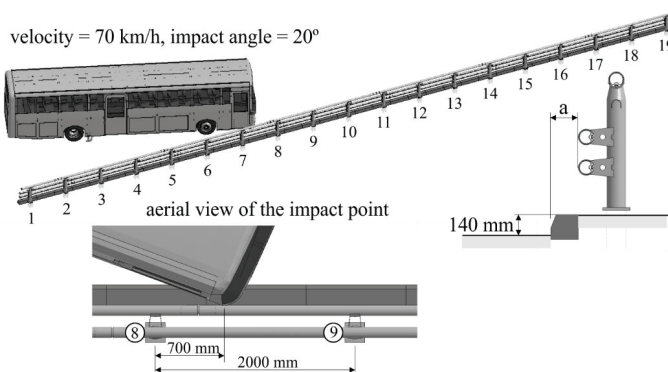 velocity = 70 km/h, impact angle = 20º
1 2 3 4 5 6 7 8 9 10 11 12 13 14 15 16 17 18 19
a
140 mm
aerial view of the impact point
8 9
700 mm
2000 mm